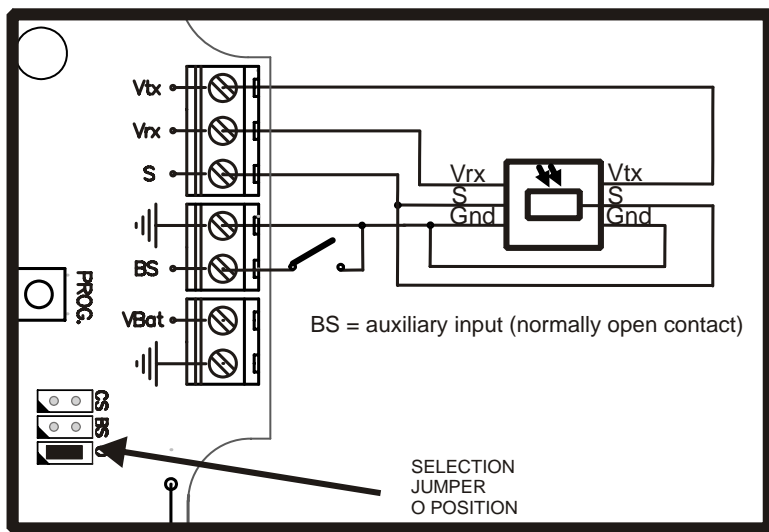 Vtx
Vrx
S
BS
PROG.
VBat
CS
BS
O
Vrx
S
Gnd
Vtx
S
Gnd
BS = auxiliary input (normally open contact)
SELECTION
JUMPER
O POSITION